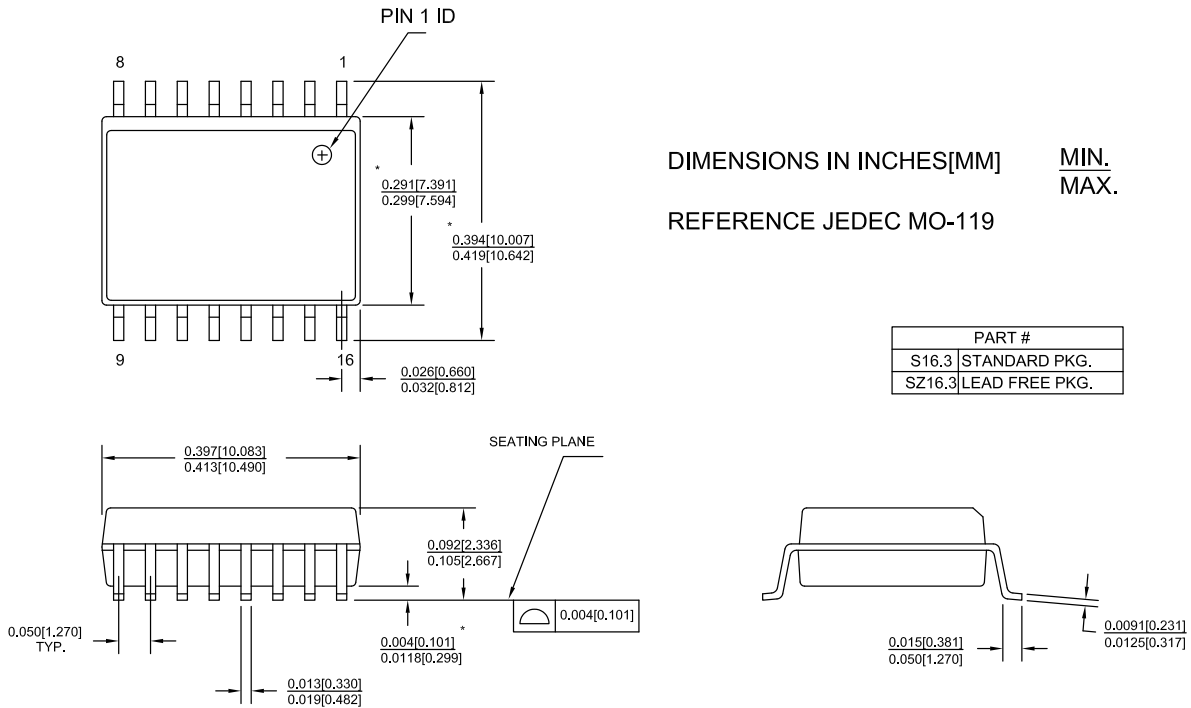 PIN 1 ID
8
1
*
0.291[7.391]
0.299[7.594]
*
0.394[10.007]
0.419[10.642]
9
16
0.026[0.660]
0.032[0.812]
DIMENSIONS IN INCHES[MM]
MIN.
MAX.
REFERENCE JEDEC MO-119
PART #
S16.3 STANDARD PKG.
SZ16.3 LEAD FREE PKG.
0.397[10.083]
0.413[10.490]
SEATING PLANE
0.092[2.336]
0.105[2.667]
0.004[0.101]
0.050[1.270]
TYP.
*
0.004[0.101]
0.0118[0.299]
0.013[0.330]
0.019[0.482]
0.015[0.381]
0.050[1.270]
0.0091[0.231]
0.0125[0.317]